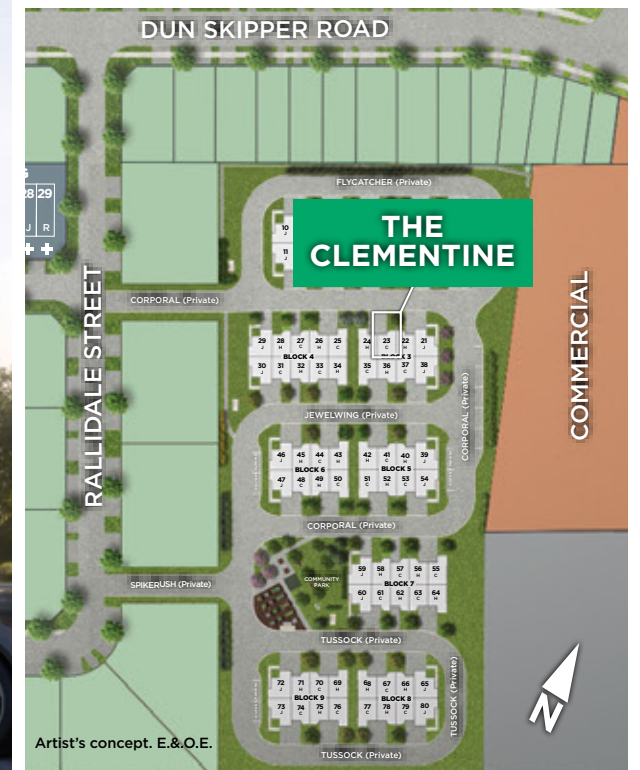 DUN SKIPPER ROAD
FLYCATCHER (Private)
28 29
J R
10
J
11
J
THE
CLEMENTINE
RALLIDALE STREET
CORPORAL (Private)
COMMERCIAL
29 28 27 26 25
J H C H C
BLOCK 4
30 31 32 33 34
J C H C H
24 23 22 21
H C H J
BLOCK 3
35 36 37 38
C H C J
CORPORAL (Private)
JEWELWING (Private)
46 45 44 43
J H C H
BLOCK 6
47 48 49 50
J C H C
42 41 40 39
H C H J
BLOCK 5
51 52 53 54
C H C J
CORPORAL (Private)
SPIKERUSH (Private)
COMMUNITY
PARK
59 58 57 56 55
J H C H C
BLOCK 7
60 61 62 63 64
J C H C H
TUSSOCK (Private)
72 71 70 69
J H C H
BLOCK 9
73 74 75 76
J C H C
68 67 66 65
H C H J
BLOCK 8
77 78 79 80
C H C J
TUSSOCK (Private)
TUSSOCK (Private)
N
Artist's concept. E.&O.E.